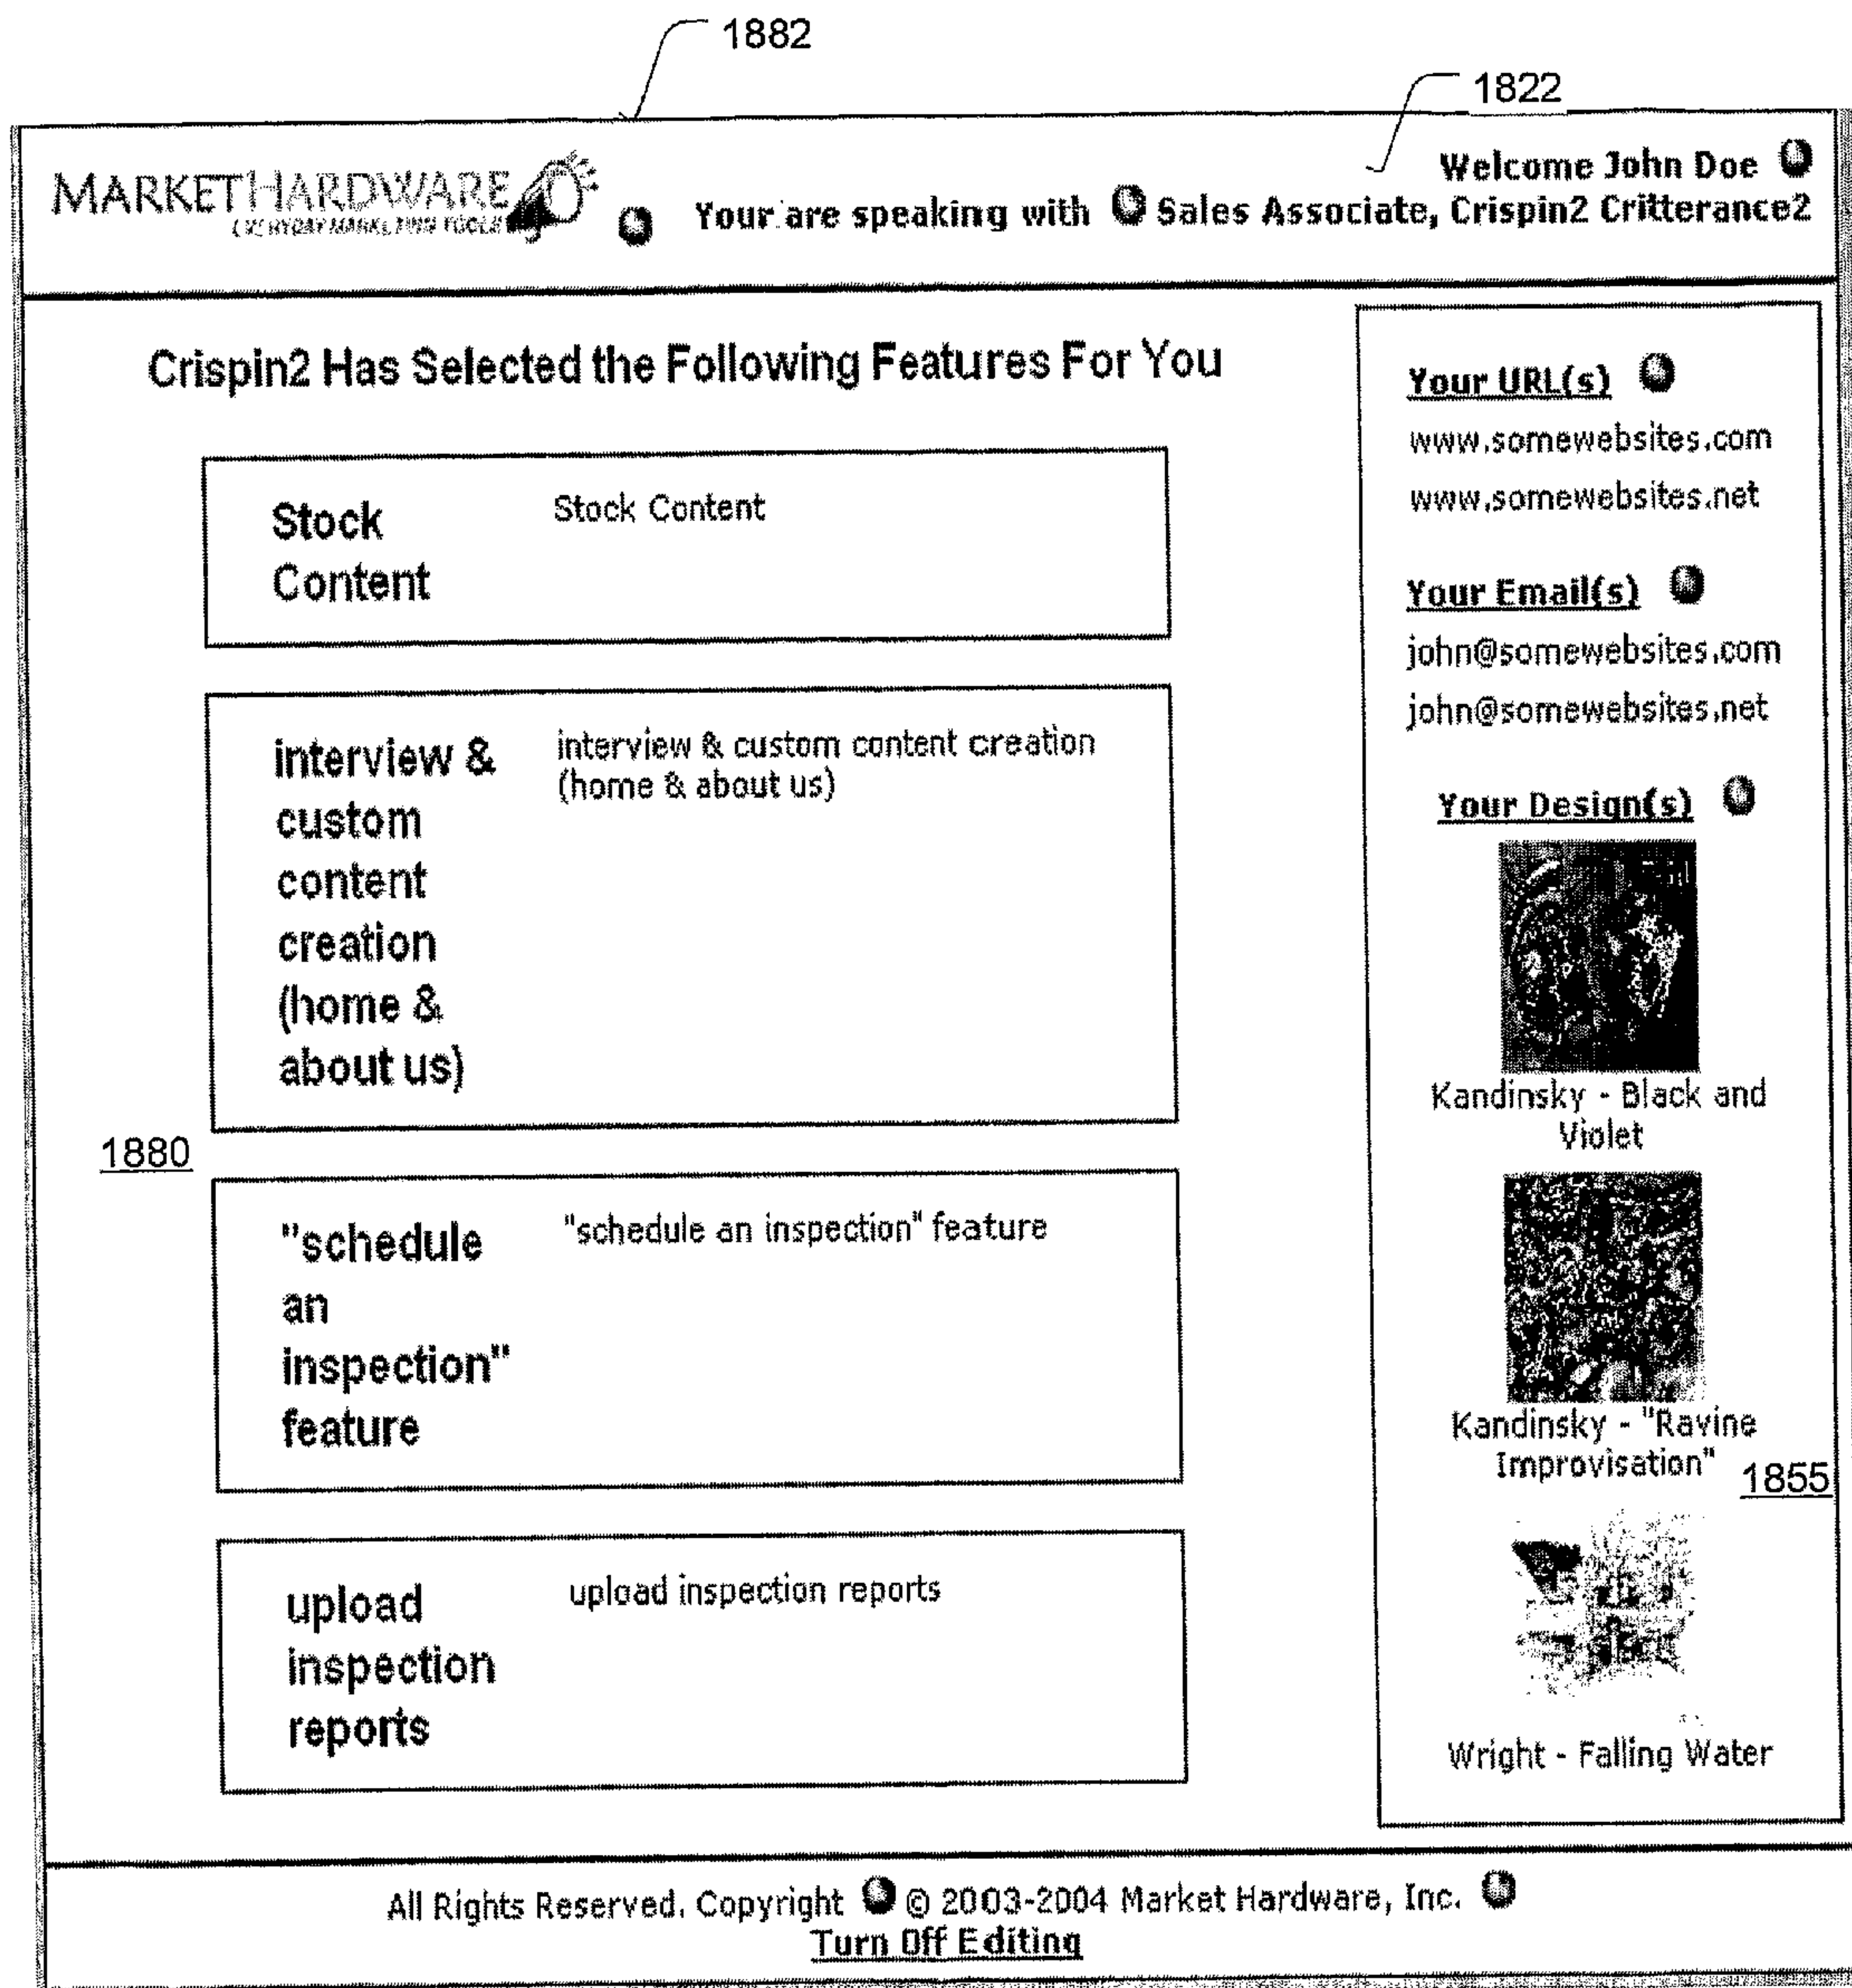 1882
1822
MARKETHARDWARE
EVERYDAY MARKETING TOOLS
Welcome John Doe
Your are speaking with Sales Associate, Crispin2 Critterance2
Crispin2 Has Selected the Following Features For You
Stock
Content
Stock Content
interview &
custom
content
creation
(home &
about us)
interview & custom content creation
(home & about us)
1880
"schedule
an
inspection"
feature
"schedule an inspection" feature
upload
inspection
reports
upload inspection reports
Your URL(s)
www.somewebsites.com
www.somewebsites.net
Your Email(s)
john@somewebsites.com
john@somewebsites.net
Your Design(s)
Kandinsky - Black and
Violet
Kandinsky - "Ravine
Improvisation"
1855
Wright - Falling Water
All Rights Reserved. Copyright © 2003-2004 Market Hardware, Inc.
Turn Off Editing